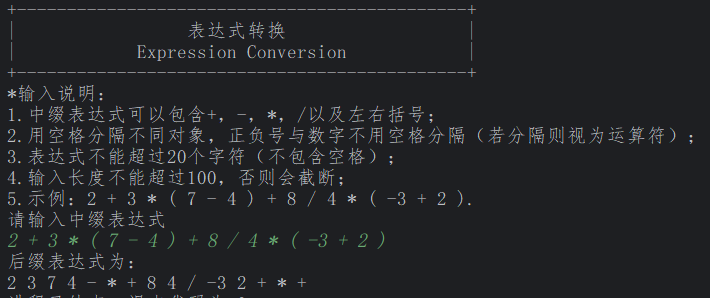 +---------------------------------------------+
|                 表达式转换                  |
|            Expression Conversion            |
+---------------------------------------------+
*输入说明：
1.中缀表达式可以包含+，-，*，/以及左右括号；
2.用空格分隔不同对象，正负号与数字不用空格分隔（若分隔则视为运算符）；
3.表达式不能超过20个字符（不包含空格）；
4.输入长度不能超过100，否则会截断；
5.示例：2 + 3 * ( 7 - 4 ) + 8 / 4 * ( -3 + 2 ).
请输入中缀表达式
2 + 3 * ( 7 - 4 ) + 8 / 4 * ( -3 + 2 )
后缀表达式为：
2 3 7 4 - * + 8 4 / -3 2 + * +